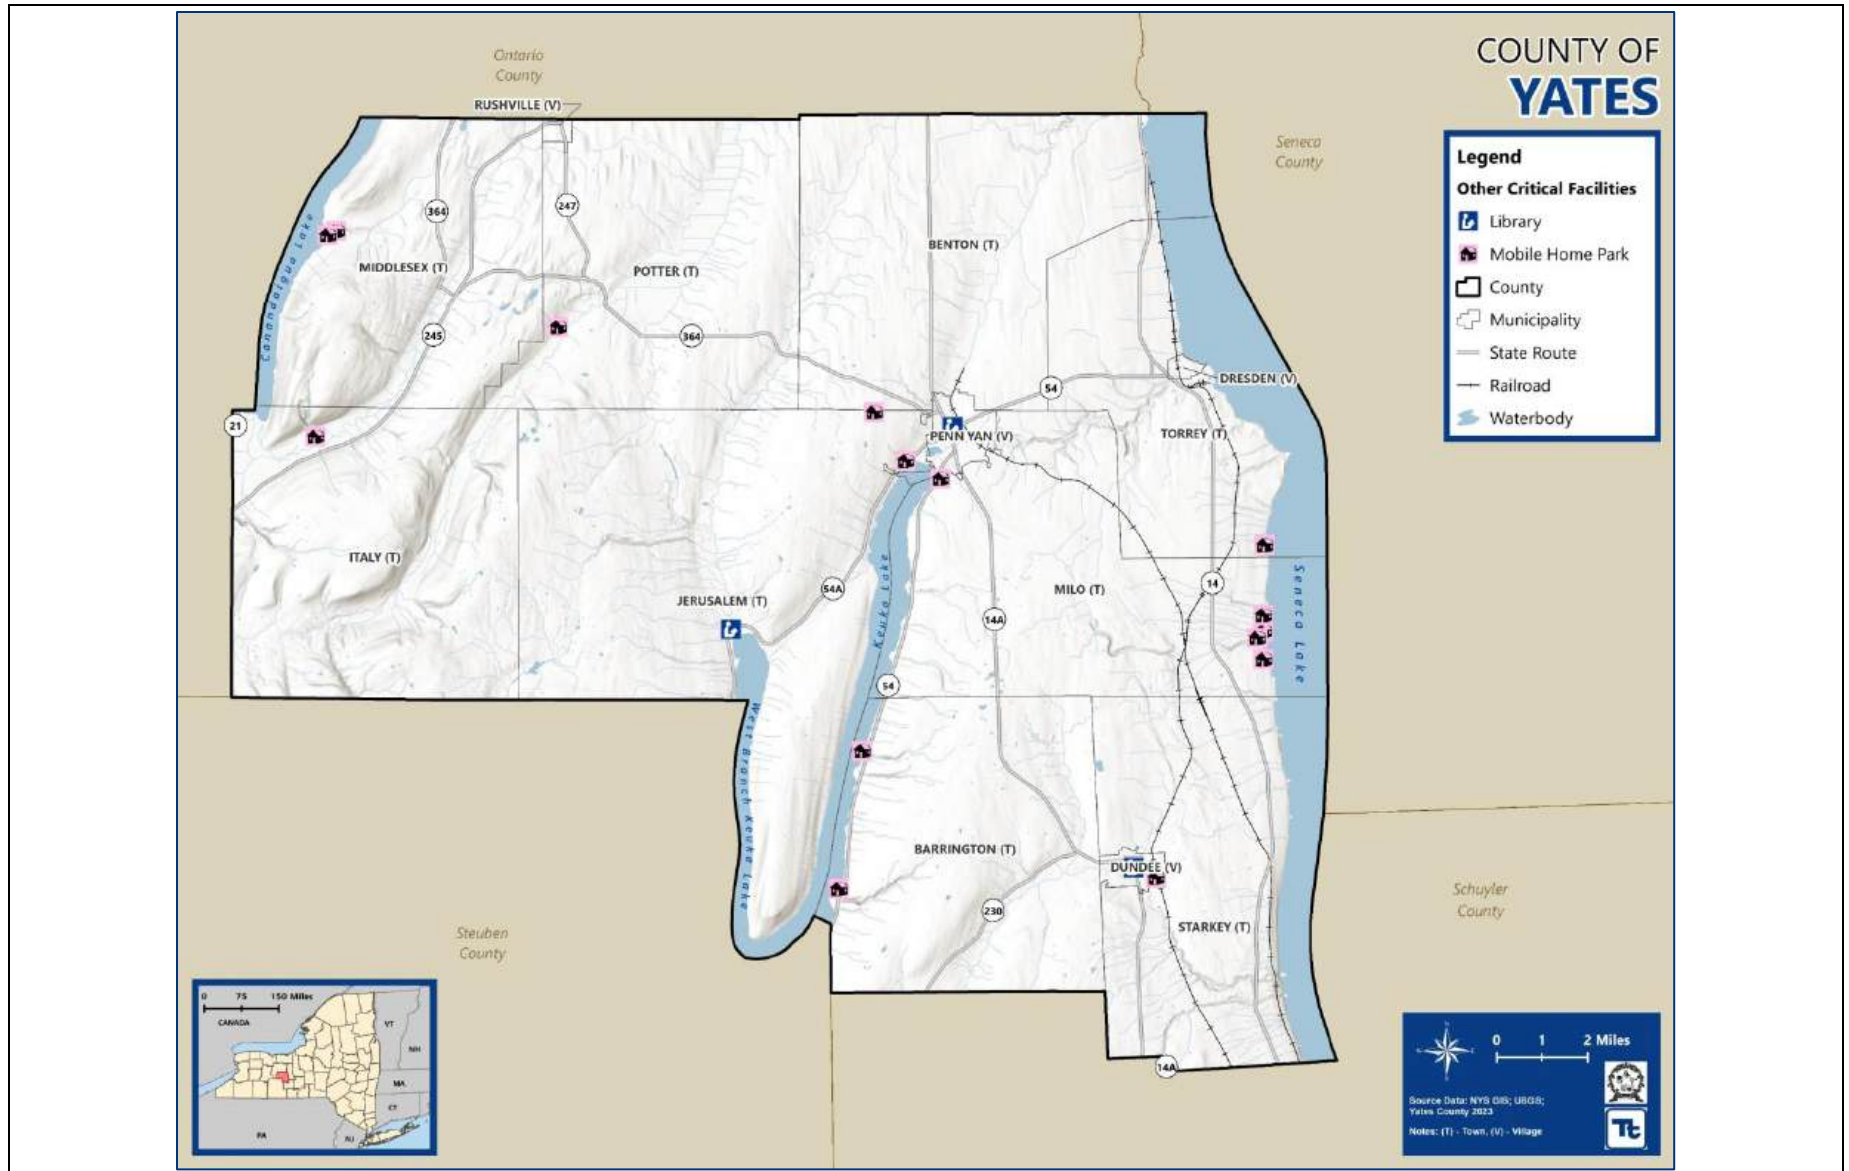 COUNTY OF
YATES
Ontario
County
RUSHVILLE (V)
Seneca
County
Legend
Other Critical Facilities
Library
Mobile Home Park
County
Municipality
State Route
Railroad
Waterbody
364
247
BENTON (T)
MIDDLESEX (T)
POTTER (T)
Canandaigua Lake
245
364
54
DRESDEN (V)
21
PENN YAN (V)
TORREY (T)
ITALY (T)
JERUSALEM (T)
54A
Keuka Lake
MILO (T)
14
14A
Seneca Lake
54
West Branch Keuka Lake
BARRINGTON (T)
DUNDEE (V)
230
STARKEY (T)
Schuyler
County
Steuben
County
14A
0 75 150 Miles
CANADA
VT
NH
MA
CT
PA
NJ
0 1 2 Miles
Source Data: NYS GIS; USGS;
Yates County 2023
Notes: (T) - Town, (V) - Village
Tt